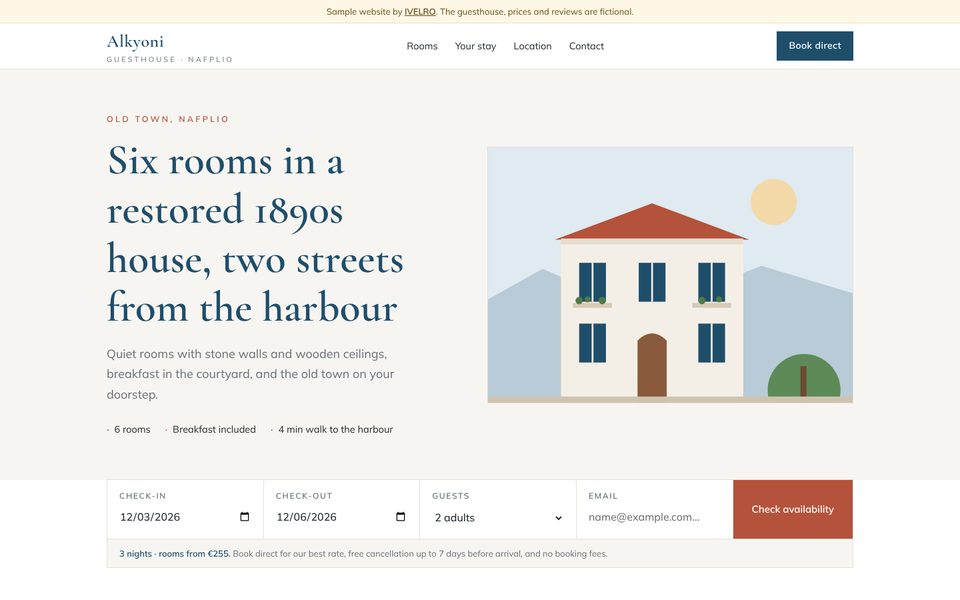 Sample website by IVELRO. The guesthouse, prices and reviews are fictional.
Alkyoni
GUESTHOUSE · NAFPLIO
Rooms Your stay Location Contact
Book direct
OLD TOWN, NAFPLIO
Six rooms in a
restored 1890s
house, two streets
from the harbour
Quiet rooms with stone walls and wooden ceilings,
breakfast in the courtyard, and the old town on your
doorstep.
· 6 rooms · Breakfast included · 4 min walk to the harbour
CHECK-IN
12/03/2026
CHECK-OUT
12/06/2026
GUESTS
2 adults
EMAIL
name@example.com...
Check availability
3 nights · rooms from €255. Book direct for our best rate, free cancellation up to 7 days before arrival, and no booking fees.